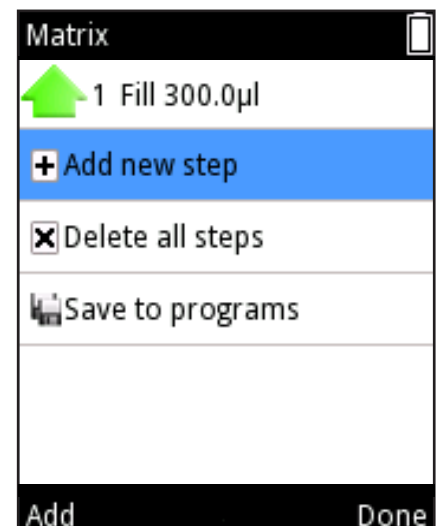 Matrix
1 Fill 300.0µl
Add new step
Delete all steps
Save to programs
Add Done